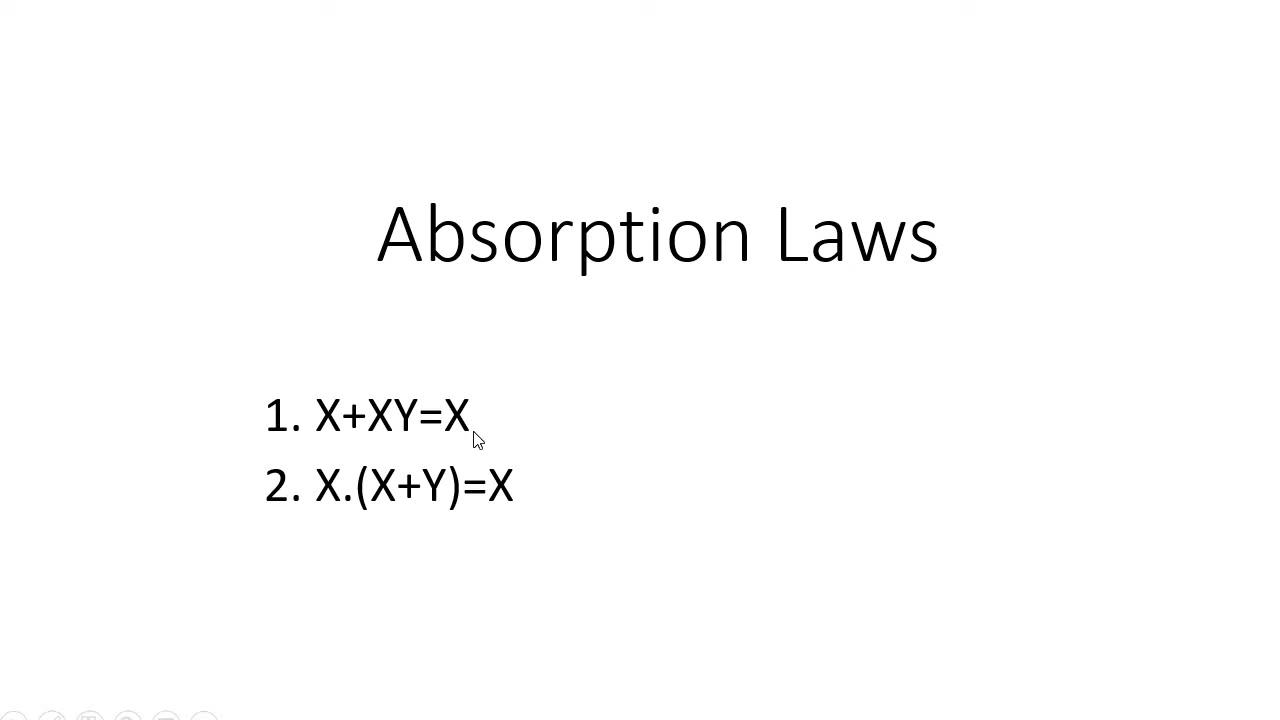 Absorption Laws
1. X+XY=X
2. X.(X+Y)=X